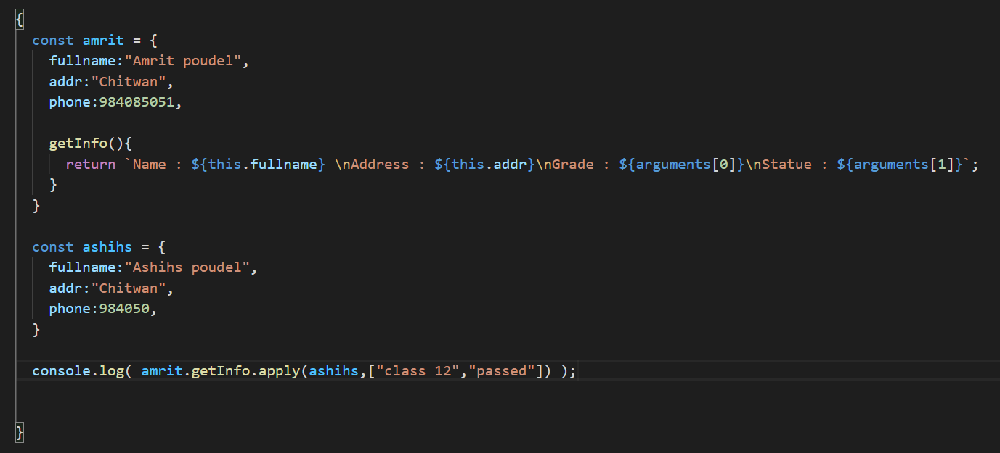 {
const amrit = {
fullname:"Amrit poudel",
addr:"Chitwan",
phone:984085051,
getInfo(){
return `Name : ${this.fullname} \nAddress : ${this.addr}\nGrade : ${arguments[0]}\nStatue : ${arguments[1]}`;
}
}
const ashihs = {
fullname:"Ashihs poudel",
addr:"Chitwan",
phone:984050,
}
console.log( amrit.getInfo.apply(ashihs,["class 12","passed"]) );
}